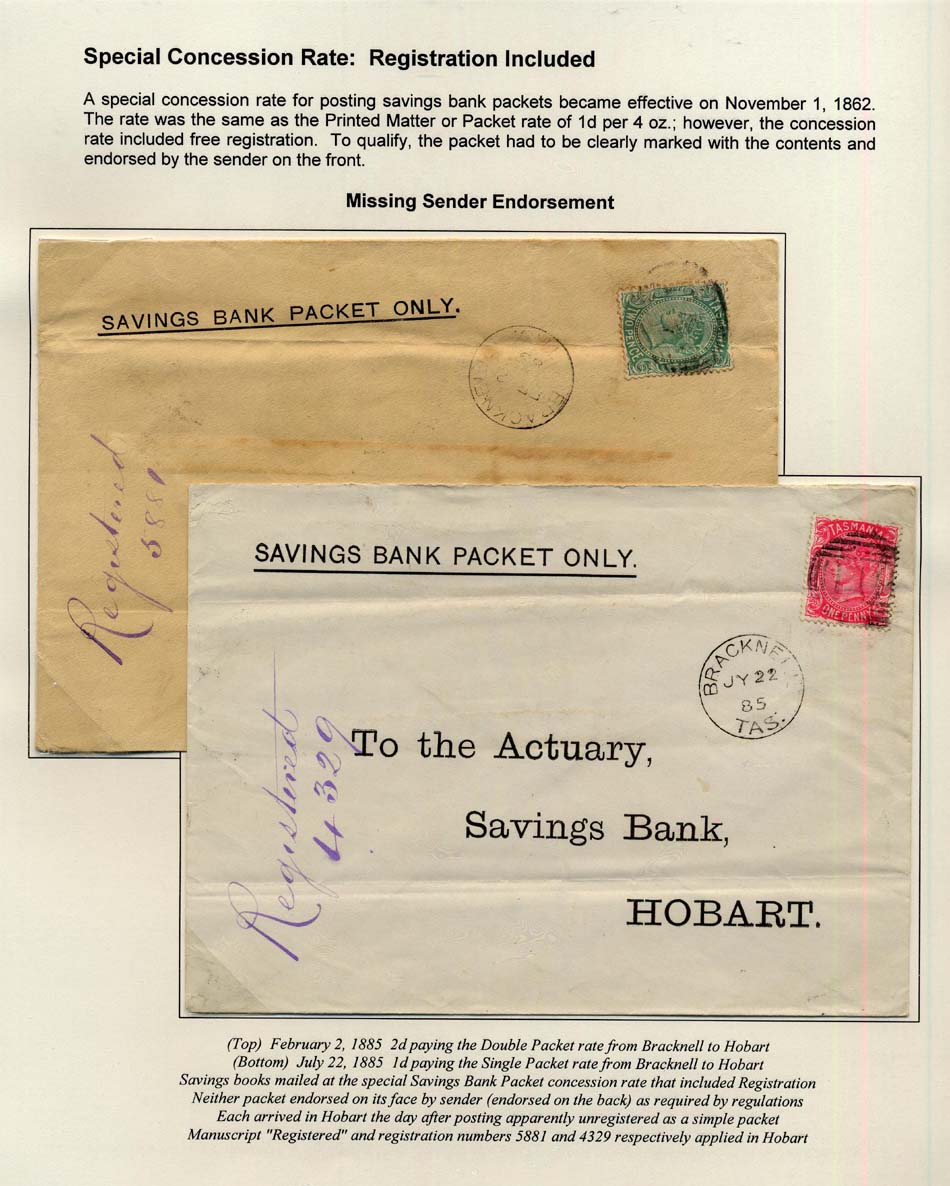 Special Concession Rate: Registration Included
A special concession rate for posting savings bank packets became effective on November 1, 1862.
The rate was the same as the Printed Matter or Packet rate of 1d per 4 oz.; however, the concession
rate included free registration. To qualify, the packet had to be clearly marked with the contents and
endorsed by the sender on the front.
Missing Sender Endorsement
SAVINGS BANK PACKET ONLY.
TWO PENCE
BRACKNELL
Registered
5881
SAVINGS BANK PACKET ONLY.
TASMANIA
ONE PENNY
BRACKNELL
JY 22
85
TAS.
Registered
4329
To the Actuary,
Savings Bank,
HOBART.
(Top) February 2, 1885 2d paying the Double Packet rate from Bracknell to Hobart
(Bottom) July 22, 1885 1d paying the Single Packet rate from Bracknell to Hobart
Savings books mailed at the special Savings Bank Packet concession rate that included Registration
Neither packet endorsed on its face by sender (endorsed on the back) as required by regulations
Each arrived in Hobart the day after posting apparently unregistered as a simple packet
Manuscript "Registered" and registration numbers 5881 and 4329 respectively applied in Hobart